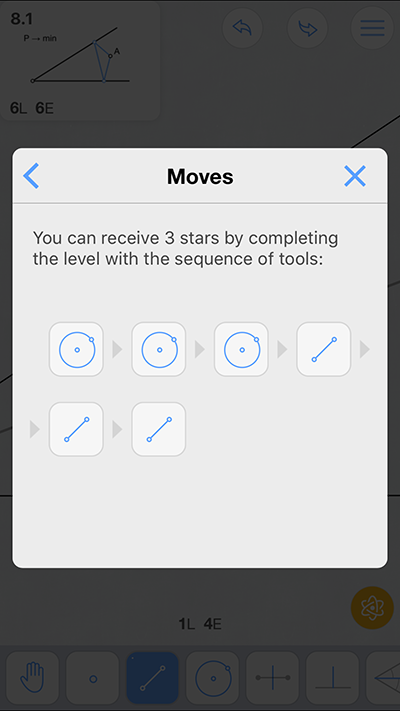 8.1
P → min
A
6L 6E
Moves
You can receive 3 stars by completing
the level with the sequence of tools:
1L 4E